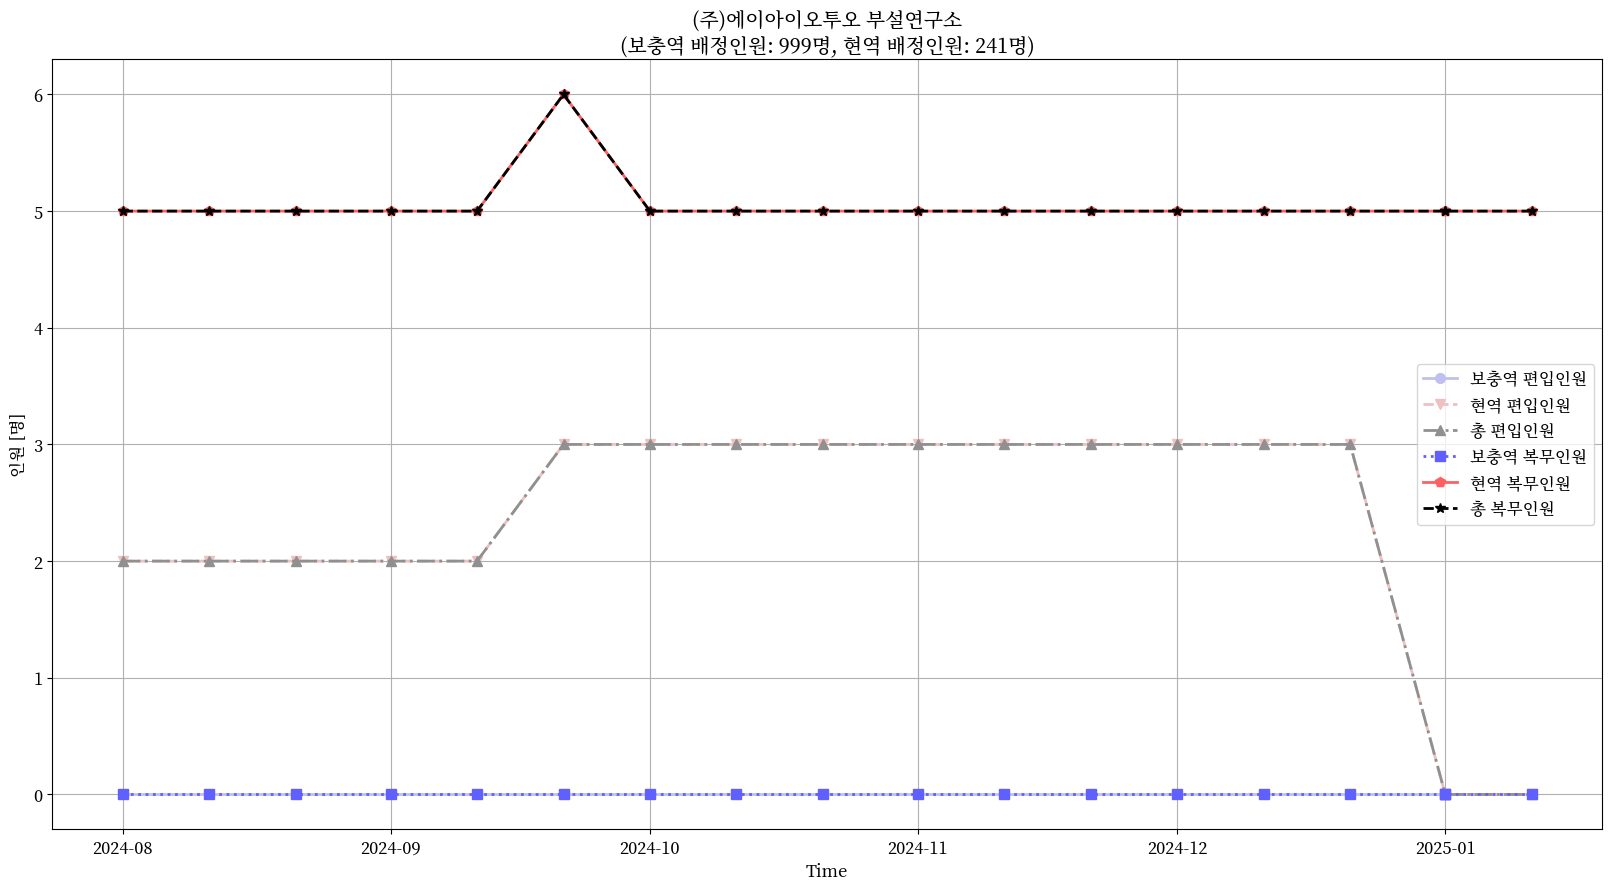 (주)에이아이오투오 부설연구소
(보충역 배정인원: 999명, 현역 배정인원: 241명)
6
5
4
3
2
1
0
인원 [명]
보충역 편입인원
현역 편입인원
총 편입인원
보충역 복무인원
현역 복무인원
총 복무인원
2024-08 2024-09 2024-10 2024-11 2024-12 2025-01
Time